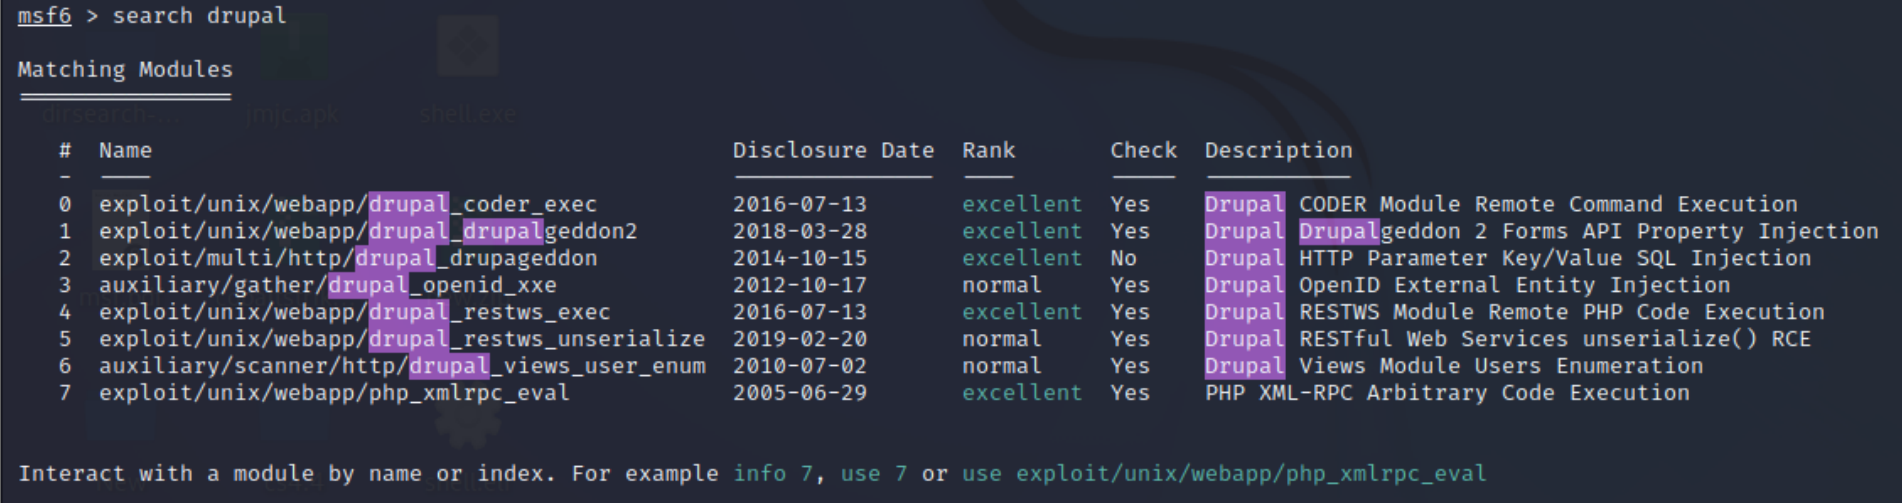 msf6 > search drupal
Matching Modules
================
# Name Disclosure Date Rank Check Description
- ---- --------------- ---- ----- -----------
0 exploit/unix/webapp/drupal_coder_exec 2016-07-13 excellent Yes Drupal CODER Module Remote Command Execution
1 exploit/unix/webapp/drupal_drupalgeddon2 2018-03-28 excellent Yes Drupal Drupalgeddon 2 Forms API Property Injection
2 exploit/multi/http/drupal_drupageddon 2014-10-15 excellent No Drupal HTTP Parameter Key/Value SQL Injection
3 auxiliary/gather/drupal_openid_xxe 2012-10-17 normal Yes Drupal OpenID External Entity Injection
4 exploit/unix/webapp/drupal_restws_exec 2016-07-13 excellent Yes Drupal RESTWS Module Remote PHP Code Execution
5 exploit/unix/webapp/drupal_restws_unserialize 2019-02-20 normal Yes Drupal RESTful Web Services unserialize() RCE
6 auxiliary/scanner/http/drupal_views_user_enum 2010-07-02 normal Yes Drupal Views Module Users Enumeration
7 exploit/unix/webapp/php_xmlrpc_eval 2005-06-29 excellent Yes PHP XML-RPC Arbitrary Code Execution
Interact with a module by name or index. For example info 7, use 7 or use exploit/unix/webapp/php_xmlrpc_eval
dirsearch-... jmjc.apk shell.exe